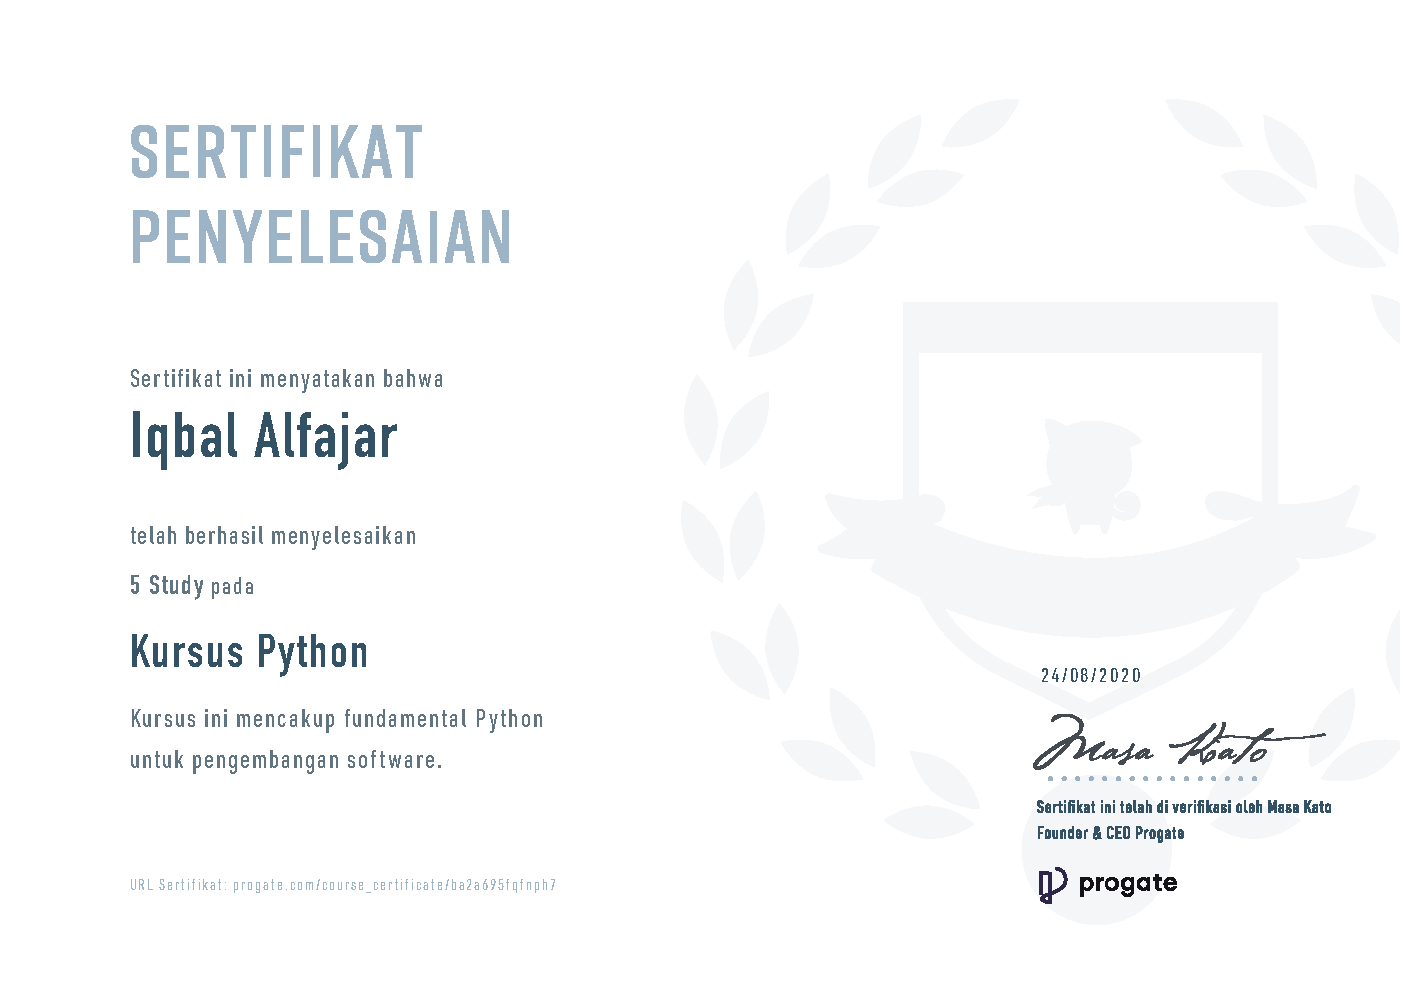 SERTIFIKAT
PENYELESAIAN
Sertifikat ini menyatakan bahwa
Iqbal Alfajar
telah berhasil menyelesaikan
5 Study pada
Kursus Python
Kursus ini mencakup fundamental Python
untuk pengembangan software.
24/08/2020
Masa Kato
Sertifikat ini telah di verifikasi oleh Masa Kato
Founder & CEO Progate
progate
URL Sertifikat: progate.com/course_certificate/ba2a695fqfnph7